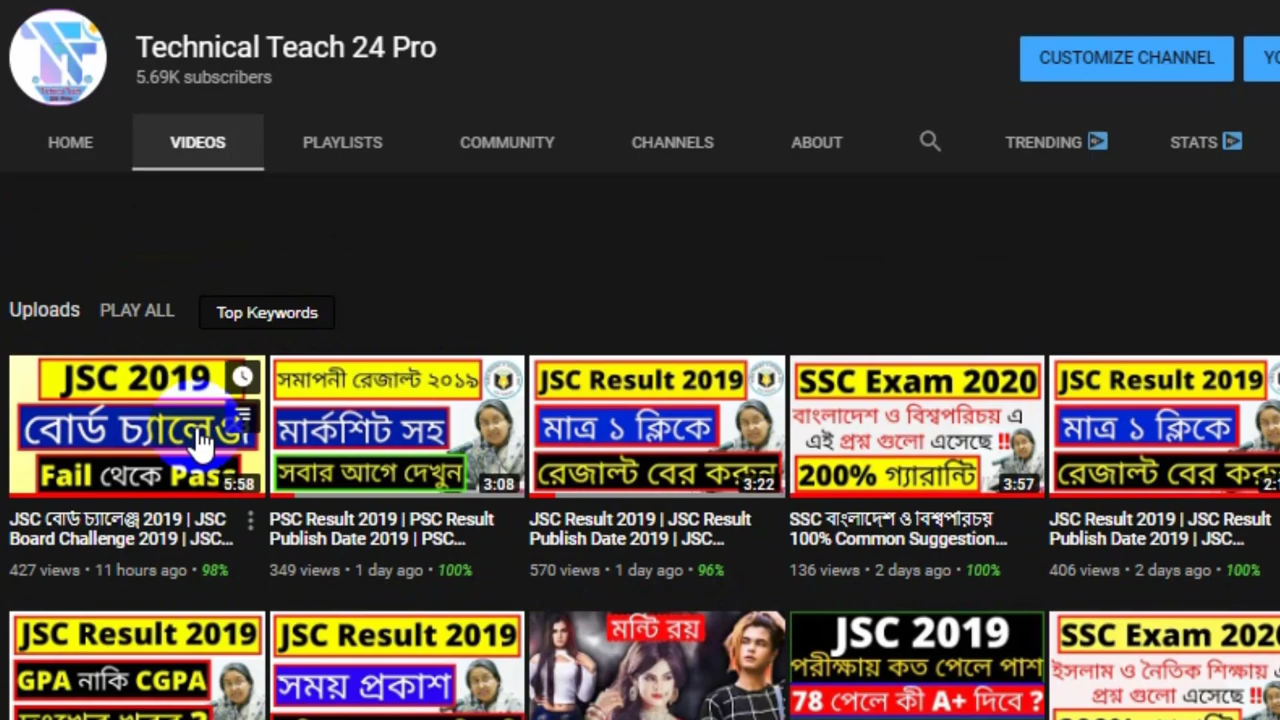 Technical Teach 24 Pro
5.69K subscribers
CUSTOMIZE CHANNEL
HOME
VIDEOS
PLAYLISTS
COMMUNITY
CHANNELS
ABOUT
TRENDING
STATS
Uploads
PLAY ALL
Top Keywords
JSC 2019
বোর্ড চ্যালেঞ্জ
Fail থেকে Pass
5:58
সমাপনী রেজাল্ট ২০১৯
মার্কশিট সহ
সবার আগে দেখুন
3:08
JSC Result 2019
মাত্র ১ ক্লিকে
রেজাল্ট বের করুন
3:22
SSC Exam 2020
বাংলাদেশ ও বিশ্বপরিচয় এ
এই প্রশ্ন গুলো এসেছে !!
200% গ্যারান্টি
3:57
JSC Result 2019
মাত্র ১ ক্লিকে
রেজাল্ট বের
JSC বোর্ড চ্যালেঞ্জ 2019 | JSC
Board Challenge 2019 | JSC...
427 views • 11 hours ago • 98%
PSC Result 2019 | PSC Result
Publish Date 2019 | PSC...
349 views • 1 day ago • 100%
JSC Result 2019 | JSC Result
Publish Date 2019 | JSC...
570 views • 1 day ago • 96%
SSC বাংলাদেশ ও বিশ্বপরিচয়
100% Common Suggestion...
136 views • 2 days ago • 100%
JSC Result 2019 | JSC Result
Publish Date 2019 | JSC...
406 views • 2 days ago • 100%
JSC Result 2019
GPA নাকি CGPA
JSC Result 2019
সময় প্রকাশ
মন্টি রয়
JSC 2019
পরীক্ষায় কত পেলে পাশ
78 পেলে কী A+ দিবে ?
SSC Exam
ইসলাম ও নৈতিক শিক্ষায়
প্রশ্ন গুলো এসেছে !!